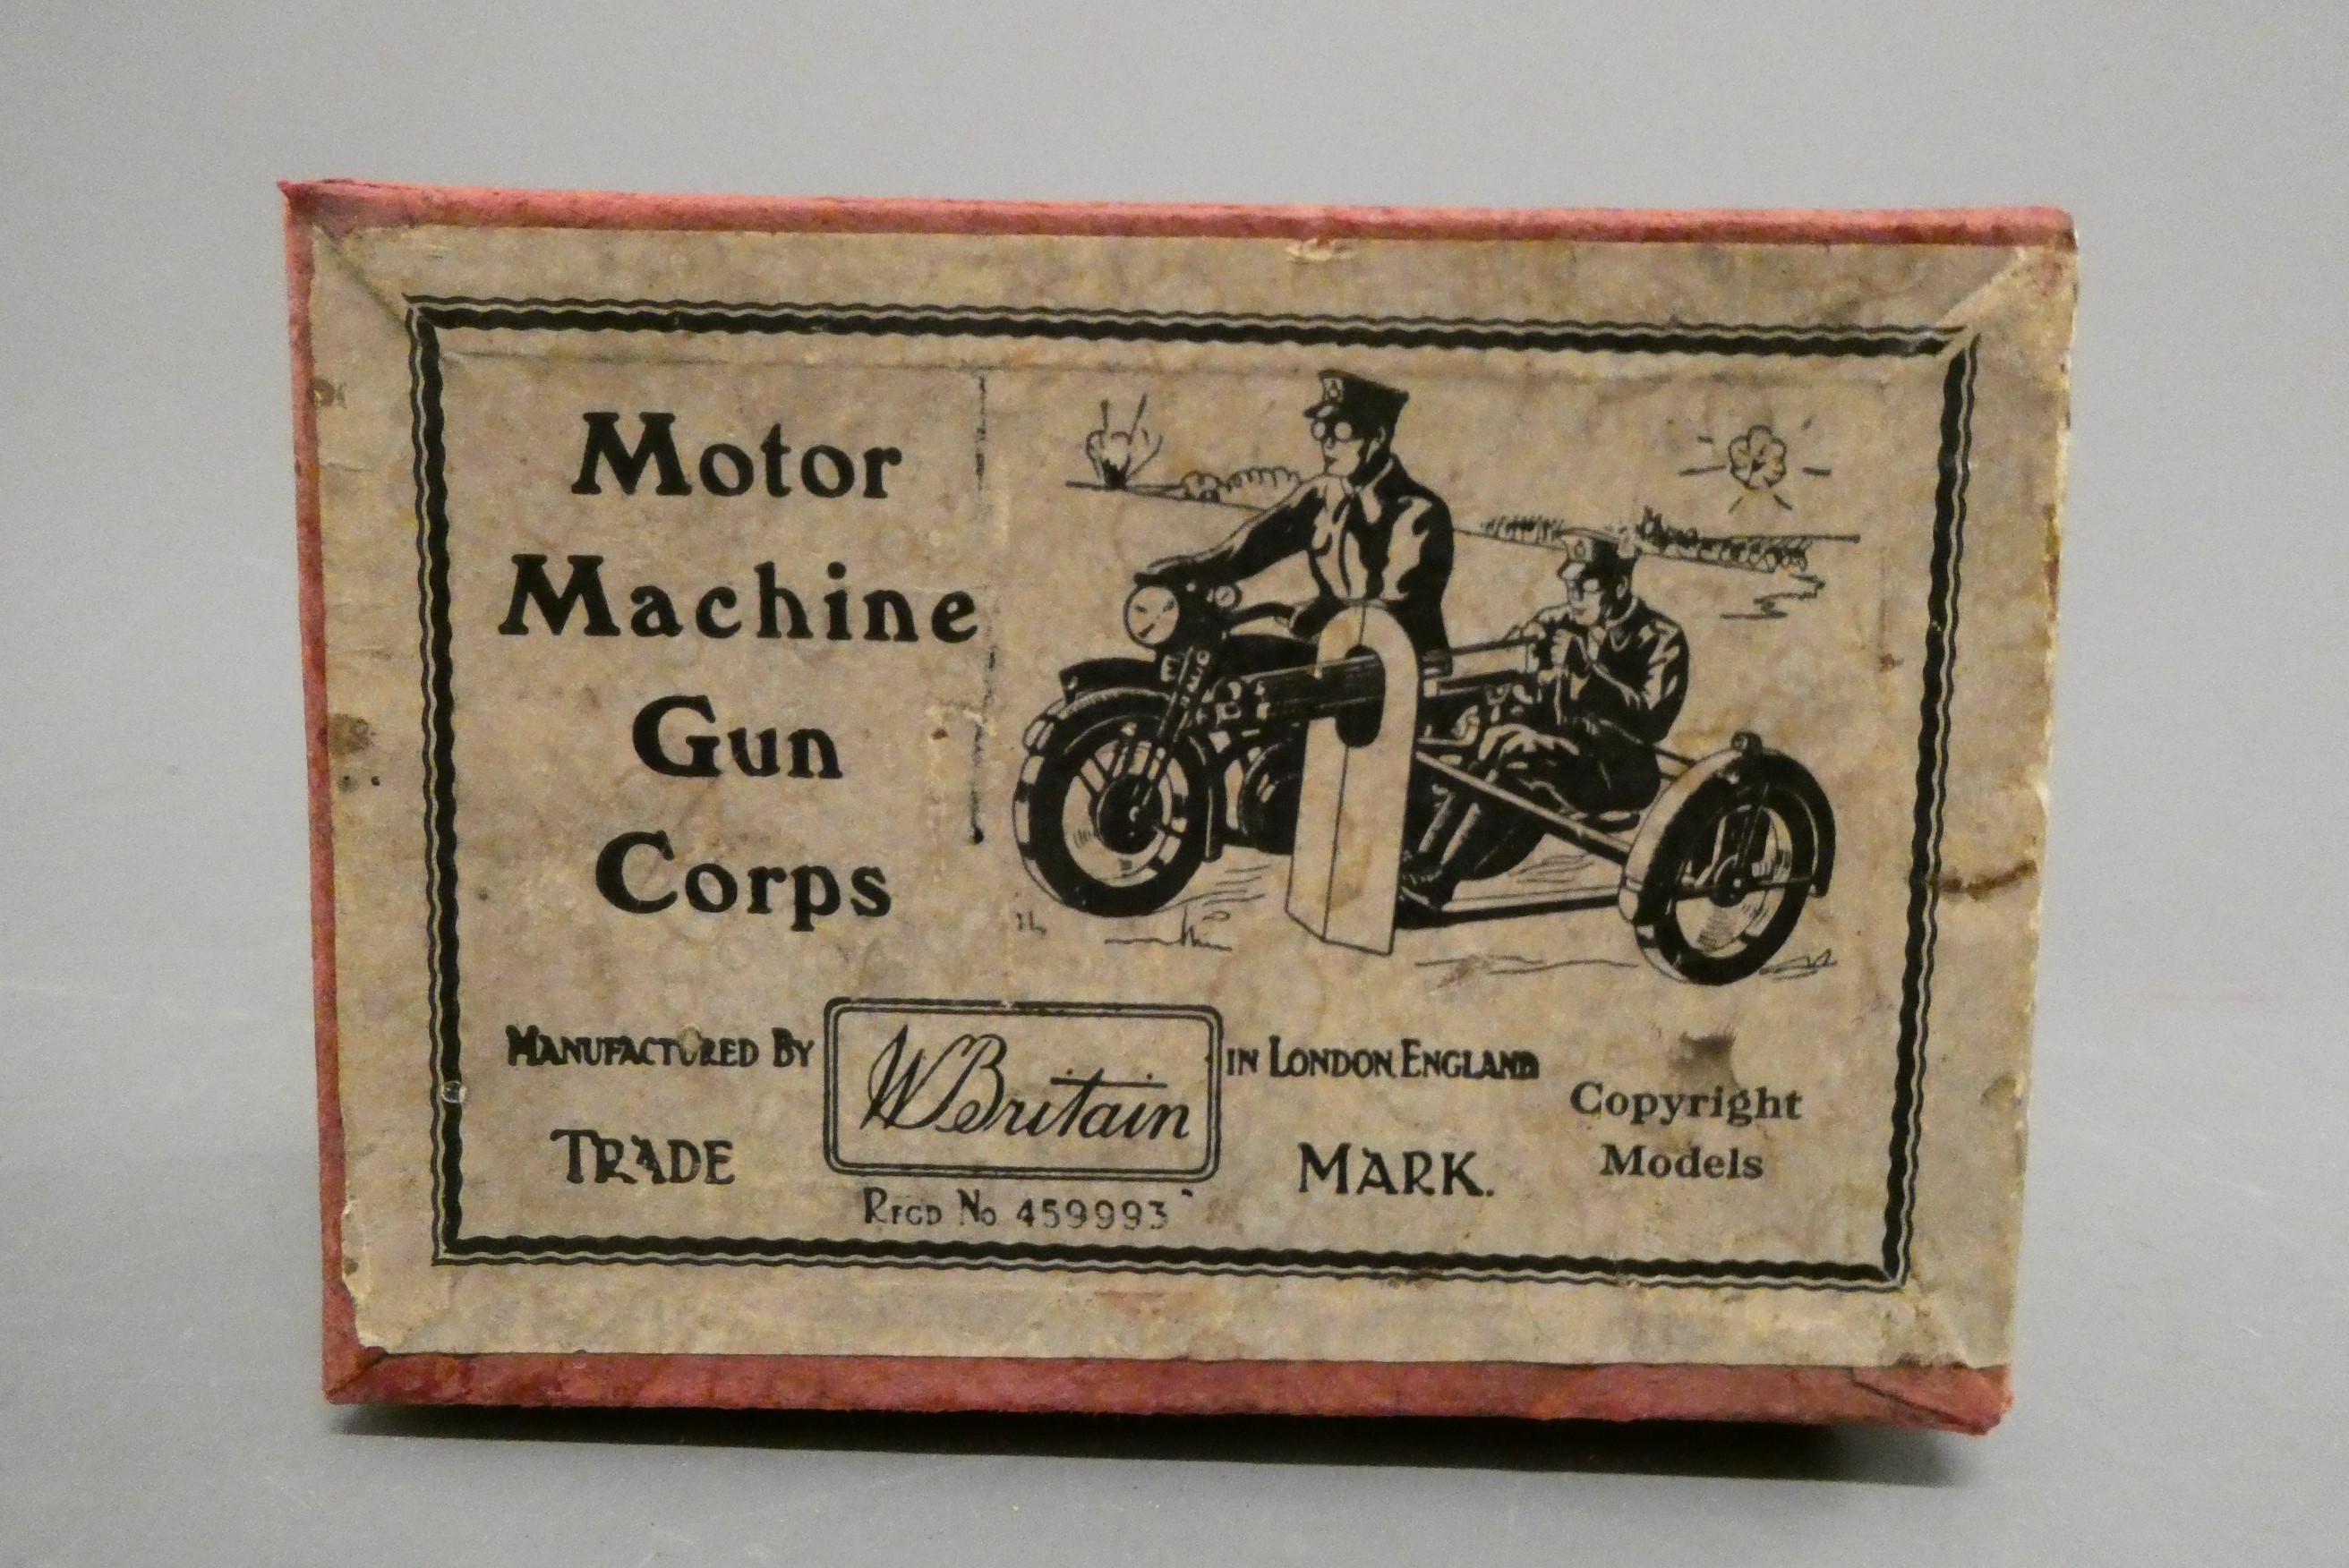 Motor
Machine
Gun
Corps
MANUFACTURED BY W Britain IN LONDON ENGLAND
TRADE MARK.
Copyright
Models
REGD No 459993